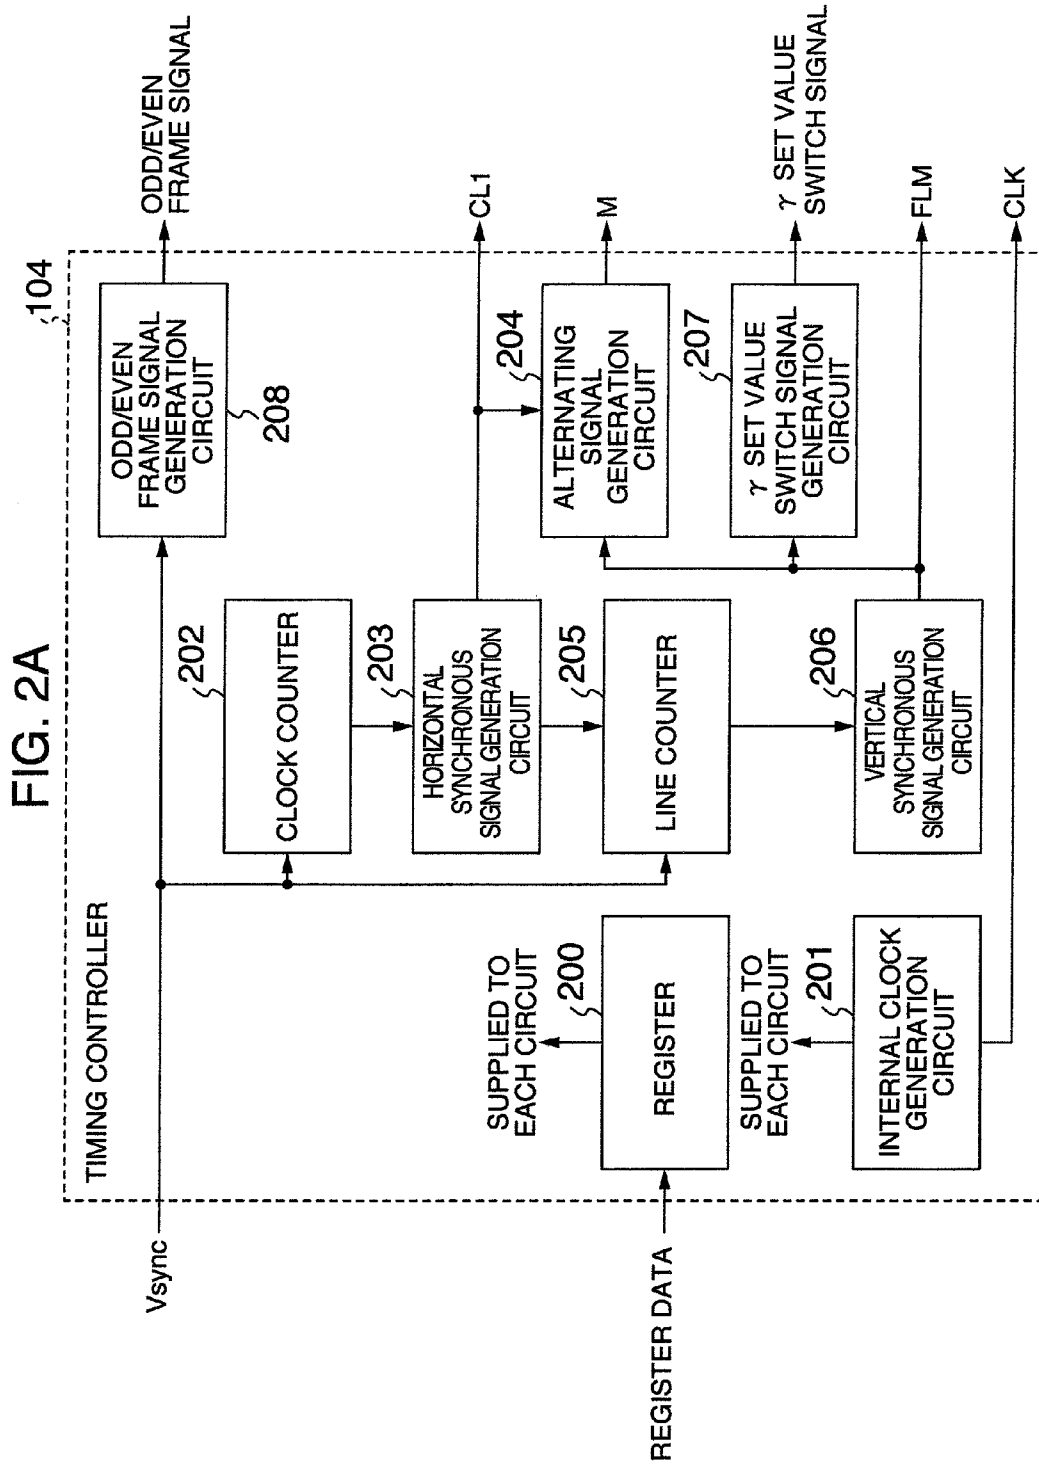 FIG. 2A
104
TIMING CONTROLLER
Vsync
ODD/EVEN
FRAME SIGNAL
GENERATION
CIRCUIT
208
ODD/EVEN
FRAME SIGNAL
202
CLOCK COUNTER
203
HORIZONTAL
SYNCHRONOUS
SIGNAL GENERATION
CIRCUIT
CL1
SUPPLIED TO
EACH CIRCUIT
200
REGISTER
REGISTER DATA
205
LINE COUNTER
204
ALTERNATING
SIGNAL
GENERATION
CIRCUIT
M
207
γ SET VALUE
SWITCH SIGNAL
GENERATION
CIRCUIT
γ SET VALUE
SWITCH SIGNAL
SUPPLIED TO
EACH CIRCUIT
201
INTERNAL CLOCK
GENERATION
CIRCUIT
206
VERTICAL
SYNCHRONOUS
SIGNAL GENERATION
CIRCUIT
FLM
CLK